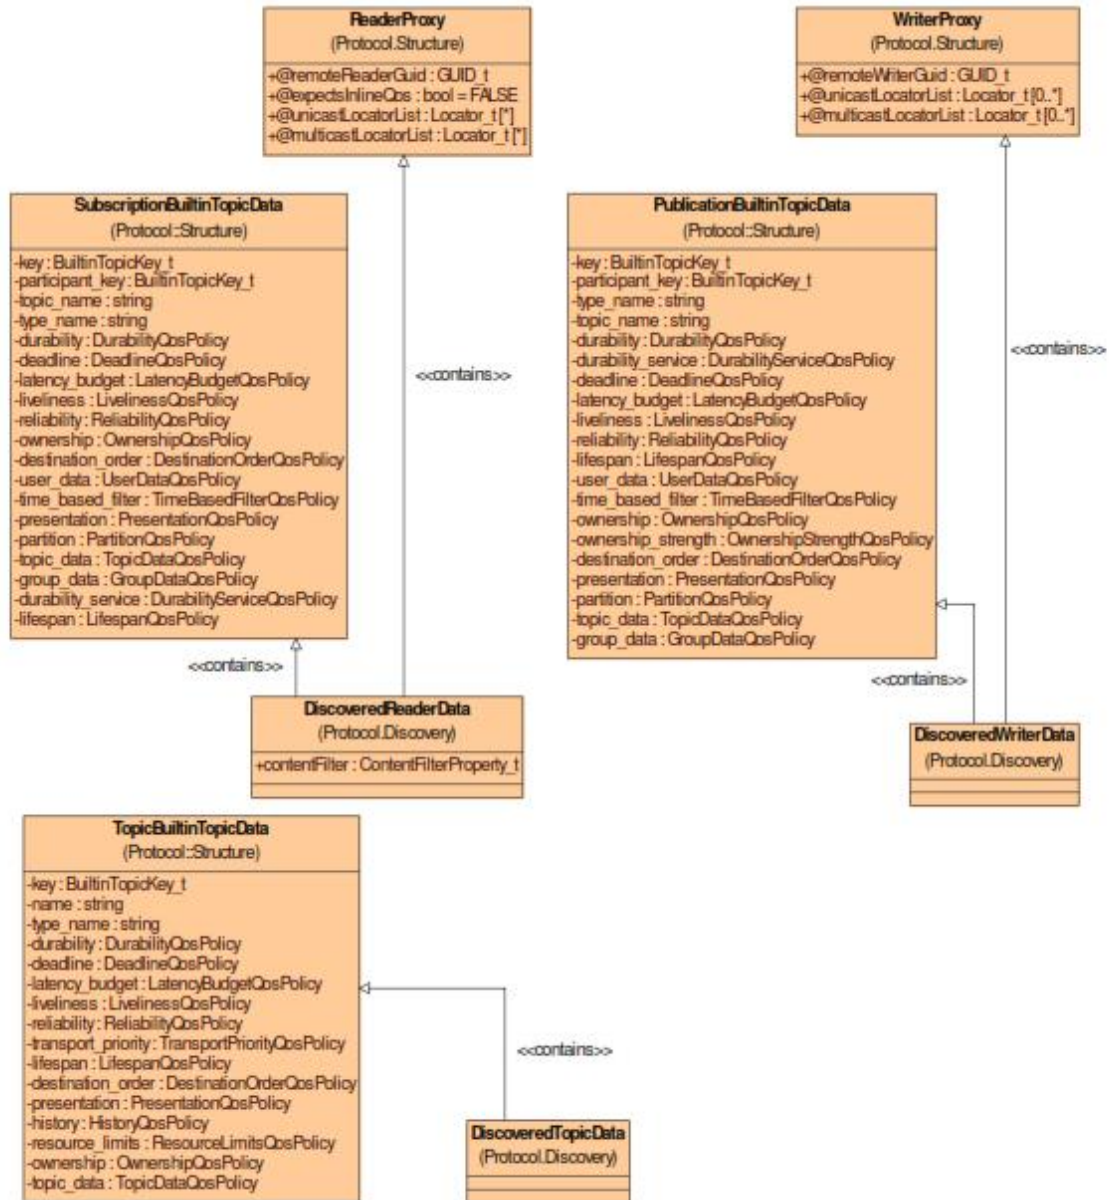 ReaderProxy
(Protocol.Structure)
+@remoteReaderGuid : GUID_t
+@expectsInlineQos : bool = FALSE
+@unicastLocatorList : Locator_t [*]
+@multicastLocatorList : Locator_t [*]
WriterProxy
(Protocol.Structure)
+@remoteWriterGuid : GUID_t
+@unicastLocatorList : Locator_t [0..*]
+@multicastLocatorList : Locator_t [0..*]
SubscriptionBuiltinTopicData
(Protocol::Structure)
-key : BuiltinTopicKey_t
-participant_key : BuiltinTopicKey_t
-topic_name : string
-type_name : string
-durability : DurabilityQosPolicy
-deadline : DeadlineQosPolicy
-latency_budget : LatencyBudgetQosPolicy
-liveliness : LivelinessQosPolicy
-reliability : ReliabilityQosPolicy
-ownership : OwnershipQosPolicy
-destination_order : DestinationOrderQosPolicy
-user_data : UserDataQosPolicy
-time_based_filter : TimeBasedFilterQosPolicy
-presentation : PresentationQosPolicy
-partition : PartitionQosPolicy
-topic_data : TopicDataQosPolicy
-group_data : GroupDataQosPolicy
-durability_service : DurabilityServiceQosPolicy
-lifespan : LifespanQosPolicy
<<contains>>
PublicationBuiltinTopicData
(Protocol::Structure)
-key : BuiltinTopicKey_t
-participant_key : BuiltinTopicKey_t
-type_name : string
-topic_name : string
-durability : DurabilityQosPolicy
-durability_service : DurabilityServiceQosPolicy
-deadline : DeadlineQosPolicy
-latency_budget : LatencyBudgetQosPolicy
-liveliness : LivelinessQosPolicy
-reliability : ReliabilityQosPolicy
-lifespan : LifespanQosPolicy
-user_data : UserDataQosPolicy
-time_based_filter : TimeBasedFilterQosPolicy
-ownership : OwnershipQosPolicy
-ownership_strength : OwnershipStrengthQosPolicy
-destination_order : DestinationOrderQosPolicy
-presentation : PresentationQosPolicy
-partition : PartitionQosPolicy
-topic_data : TopicDataQosPolicy
-group_data : GroupDataQosPolicy
<<contains>>
<<contains>>
<<contains>>
DiscoveredReaderData
(Protocol.Discovery)
+contentFilter : ContentFilterProperty_t
DiscoveredWriterData
(Protocol.Discovery)
TopicBuiltinTopicData
(Protocol::Structure)
-key : BuiltinTopicKey_t
-name : string
-type_name : string
-durability : DurabilityQosPolicy
-deadline : DeadlineQosPolicy
-latency_budget : LatencyBudgetQosPolicy
-liveliness : LivelinessQosPolicy
-reliability : ReliabilityQosPolicy
-transport_priority : TransportPriorityQosPolicy
-lifespan : LifespanQosPolicy
-destination_order : DestinationOrderQosPolicy
-presentation : PresentationQosPolicy
-history : HistoryQosPolicy
-resource_limits : ResourceLimitsQosPolicy
-ownership : OwnershipQosPolicy
-topic_data : TopicDataQosPolicy
<<contains>>
DiscoveredTopicData
(Protocol.Discovery)